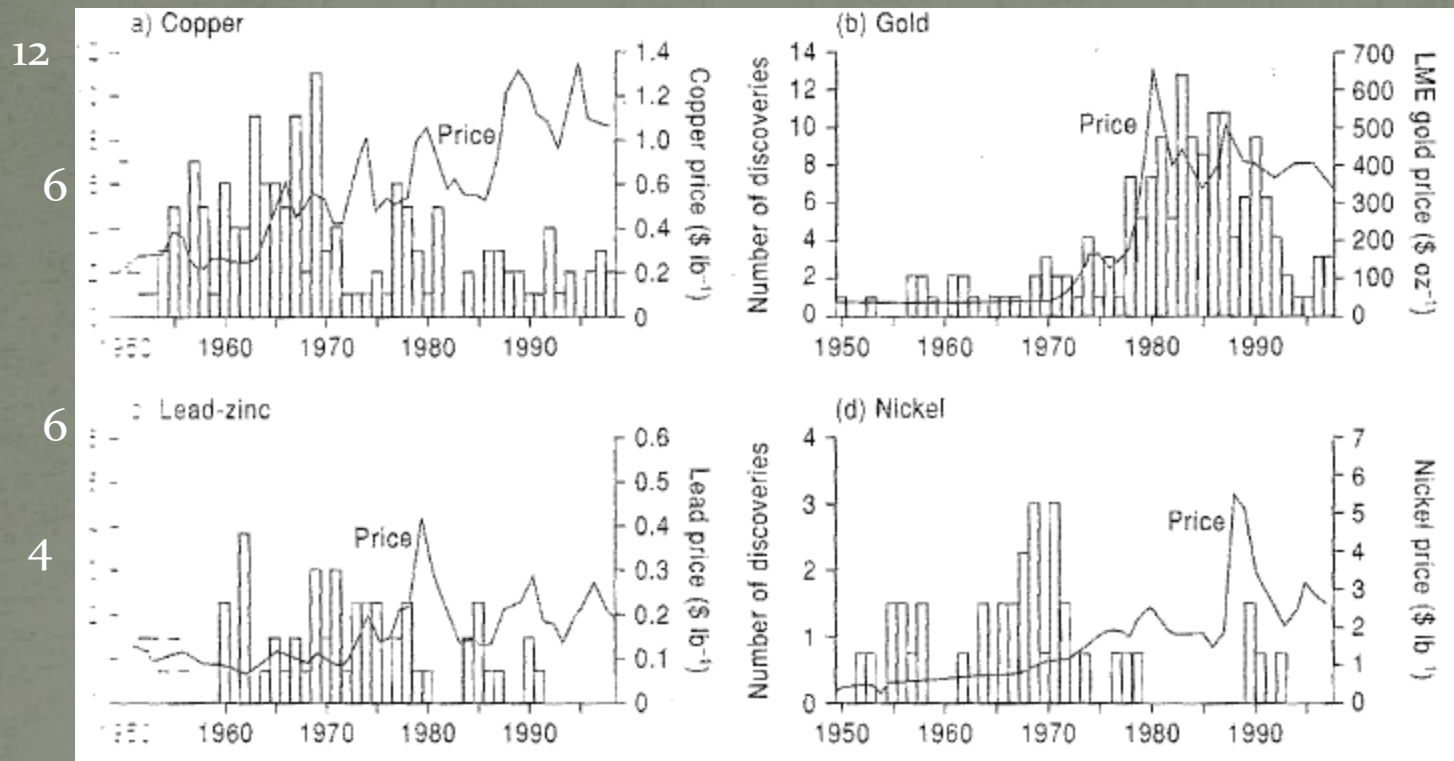 12
6
6
4
a) Copper
1.4
1.2
1.0
0.8
0.6
0.4
0.2
0
Copper price ($ lb⁻¹)
Price
1960 1970 1980 1990
(b) Gold
Number of discoveries
14
12
10
8
6
4
2
0
700
600
500
400
300
200
100
0
LME gold price ($ oz⁻¹)
Price
1950 1960 1970 1980 1990
Lead-zinc
0.6
0.5
0.4
0.3
0.2
0.1
0
Lead price ($ lb⁻¹)
Price
1960 1970 1980 1990
(d) Nickel
Number of discoveries
4
3
2
1
0
7
6
5
4
3
2
1
0
Nickel price ($ lb⁻¹)
Price
1950 1960 1970 1980 1990